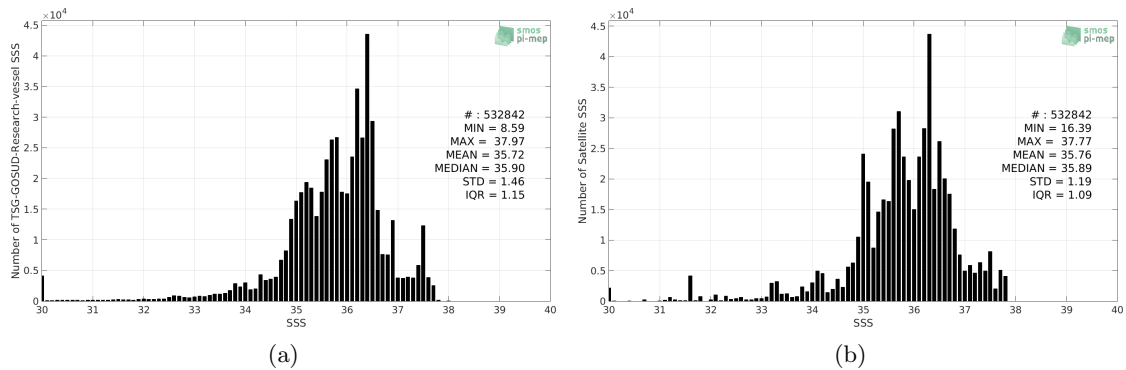 ×10⁴
4.5
4
3.5
3
2.5
2
1.5
1
0.5
0
Number of TSG-GOSUD-Research-vessel SSS
smos
pi-mep
# : 532842
MIN = 8.59
MAX = 37.97
MEAN = 35.72
MEDIAN = 35.90
STD = 1.46
IQR = 1.15
30 31 32 33 34 35 36 37 38 39 40
SSS
(a)
×10⁴
4.5
4
3.5
3
2.5
2
1.5
1
0.5
0
Number of Satellite SSS
smos
pi-mep
# : 532842
MIN = 16.39
MAX = 37.77
MEAN = 35.76
MEDIAN = 35.89
STD = 1.19
IQR = 1.09
30 31 32 33 34 35 36 37 38 39 40
SSS
(b)